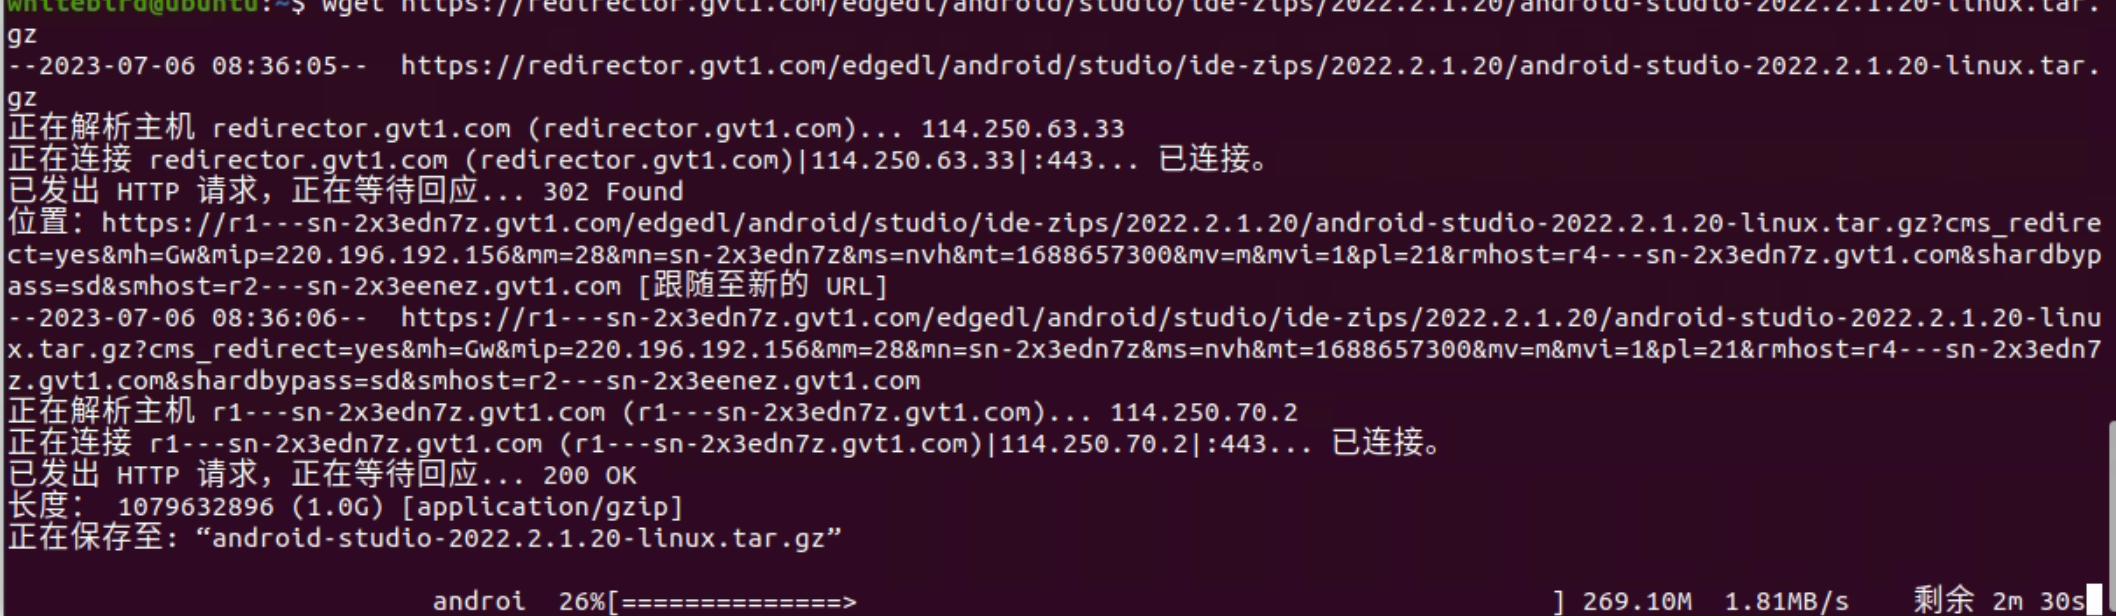 whitebird@ubuntu:~$ wget https://redirector.gvt1.com/edgedl/android/studio/ide-zips/2022.2.1.20/android-studio-2022.2.1.20-linux.tar.
gz
--2023-07-06 08:36:05--  https://redirector.gvt1.com/edgedl/android/studio/ide-zips/2022.2.1.20/android-studio-2022.2.1.20-linux.tar.
gz
正在解析主机 redirector.gvt1.com (redirector.gvt1.com)... 114.250.63.33
正在连接 redirector.gvt1.com (redirector.gvt1.com)|114.250.63.33|:443... 已连接。
已发出 HTTP 请求，正在等待回应... 302 Found
位置：https://r1---sn-2x3edn7z.gvt1.com/edgedl/android/studio/ide-zips/2022.2.1.20/android-studio-2022.2.1.20-linux.tar.gz?cms_redire
ct=yes&mh=Gw&mip=220.196.192.156&mm=28&mn=sn-2x3edn7z&ms=nvh&mt=1688657300&mv=m&mvi=1&pl=21&rmhost=r4---sn-2x3edn7z.gvt1.com&shardbyp
ass=sd&smhost=r2---sn-2x3eenez.gvt1.com [跟随至新的 URL]
--2023-07-06 08:36:06--  https://r1---sn-2x3edn7z.gvt1.com/edgedl/android/studio/ide-zips/2022.2.1.20/android-studio-2022.2.1.20-linu
x.tar.gz?cms_redirect=yes&mh=Gw&mip=220.196.192.156&mm=28&mn=sn-2x3edn7z&ms=nvh&mt=1688657300&mv=m&mvi=1&pl=21&rmhost=r4---sn-2x3edn7
z.gvt1.com&shardbypass=sd&smhost=r2---sn-2x3eenez.gvt1.com
正在解析主机 r1---sn-2x3edn7z.gvt1.com (r1---sn-2x3edn7z.gvt1.com)... 114.250.70.2
正在连接 r1---sn-2x3edn7z.gvt1.com (r1---sn-2x3edn7z.gvt1.com)|114.250.70.2|:443... 已连接。
已发出 HTTP 请求，正在等待回应... 200 OK
长度： 1079632896 (1.0G) [application/gzip]
正在保存至: “android-studio-2022.2.1.20-linux.tar.gz”
androi  26%[==============>                    ] 269.10M  1.81MB/s    剩余 2m 30s